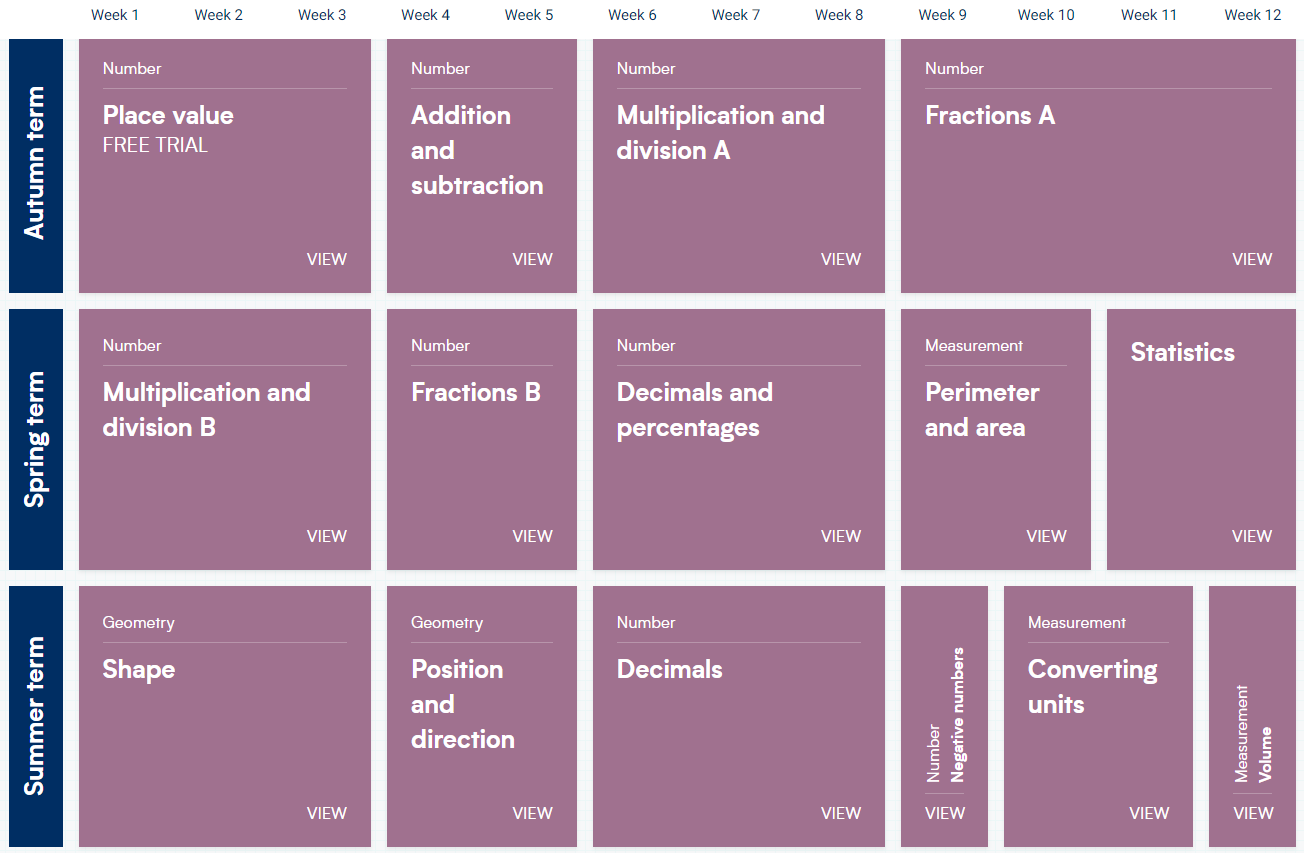 Week 1
Week 2
Week 3
Week 4
Week 5
Week 6
Week 7
Week 8
Week 9
Week 10
Week 11
Week 12
Autumn term
Number
Place value
FREE TRIAL
VIEW
Number
Addition
and
subtraction
VIEW
Number
Multiplication and
division A
VIEW
Number
Fractions A
VIEW
Spring term
Number
Multiplication and
division B
VIEW
Number
Fractions B
VIEW
Number
Decimals and
percentages
VIEW
Measurement
Perimeter
and area
VIEW
Statistics
VIEW
Summer term
Geometry
Shape
VIEW
Geometry
Position
and
direction
VIEW
Number
Decimals
VIEW
Number
Negative numbers
VIEW
Measurement
Converting
units
VIEW
Measurement
Volume
VIEW